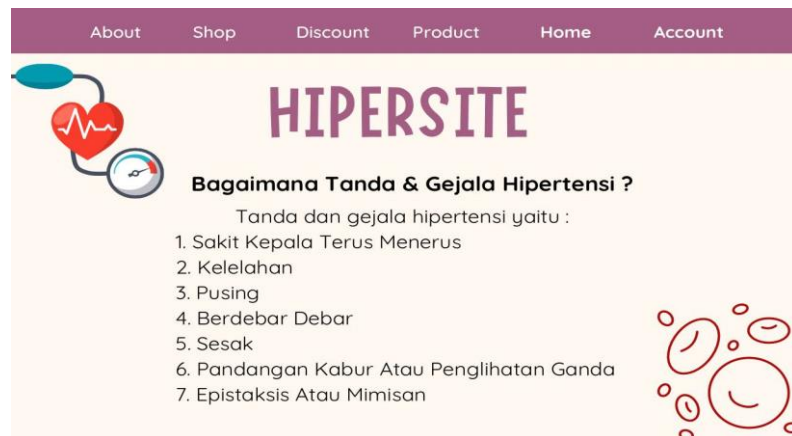 About Shop Discount Product Home Account
HIPERSITE
Bagaimana Tanda & Gejala Hipertensi ?
Tanda dan gejala hipertensi yaitu :
1. Sakit Kepala Terus Menerus
2. Kelelahan
3. Pusing
4. Berdebar Debar
5. Sesak
6. Pandangan Kabur Atau Penglihatan Ganda
7. Epistaksis Atau Mimisan